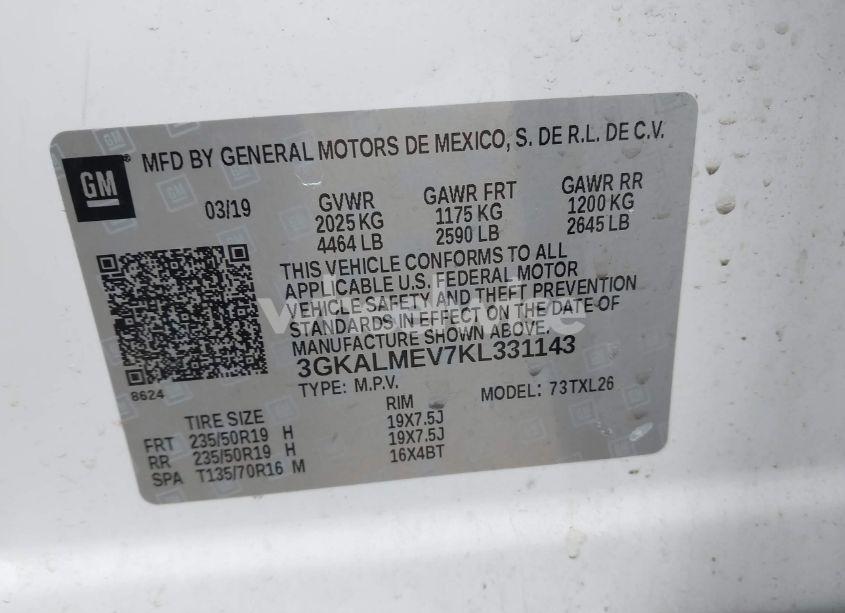 GM
MFD BY GENERAL MOTORS DE MEXICO, S. DE R.L. DE C.V.
03/19
GVWR GAWR FRT GAWR RR
2025 KG 1175 KG 1200 KG
4464 LB 2590 LB 2645 LB
THIS VEHICLE CONFORMS TO ALL
APPLICABLE U.S. FEDERAL MOTOR
VEHICLE SAFETY AND THEFT PREVENTION
STANDARDS IN EFFECT ON THE DATE OF
MANUFACTURE SHOWN ABOVE.
3GKALMEV7KL331143
8624
TYPE: M.P.V. MODEL: 73TXL26
TIRE SIZE RIM
FRT 235/50R19 H 19X7.5J
RR 235/50R19 H 19X7.5J
SPA T135/70R16 M 16X4BT